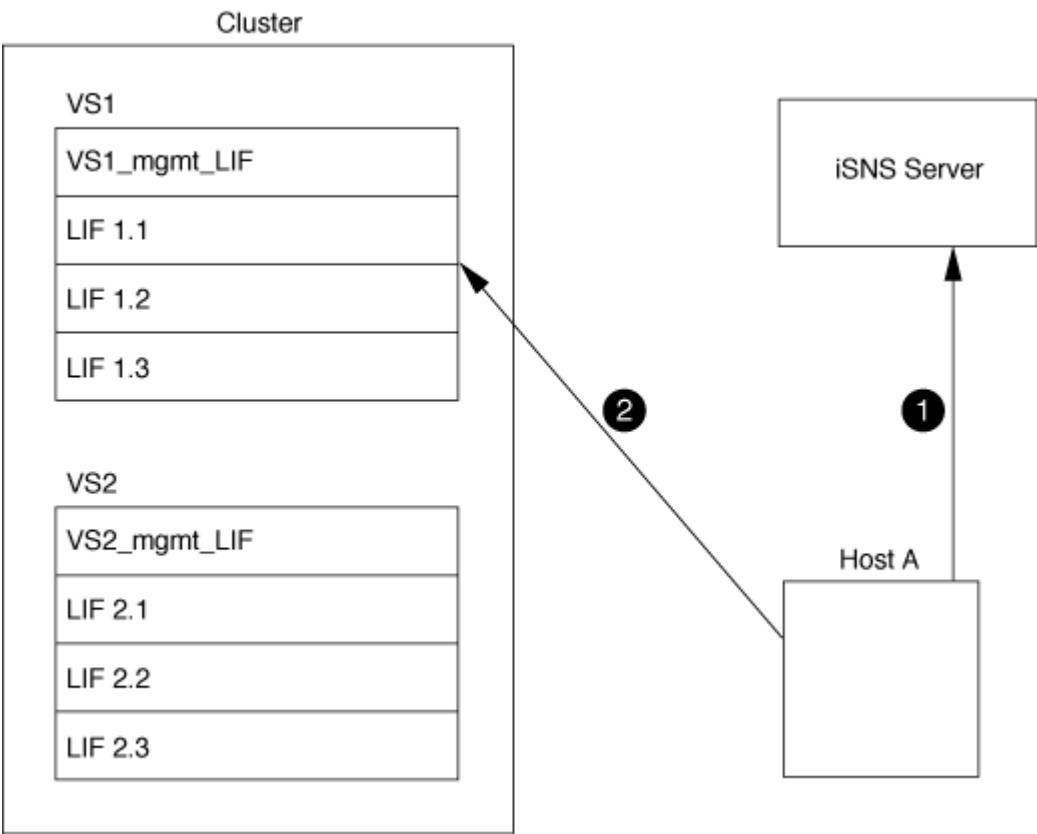 Cluster
VS1
VS1_mgmt_LIF
LIF 1.1
LIF 1.2
LIF 1.3
VS2
VS2_mgmt_LIF
LIF 2.1
LIF 2.2
LIF 2.3
iSNS Server
2
1
Host A